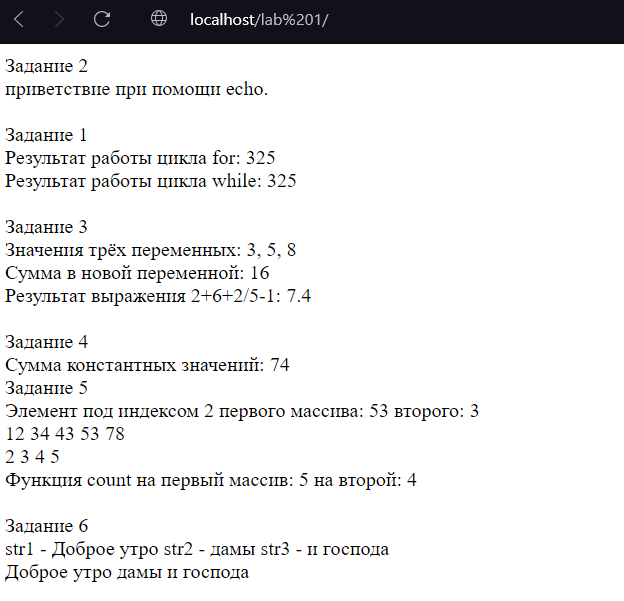 localhost/lab%201/
Задание 2
приветствие при помощи echo.
Задание 1
Результат работы цикла for: 325
Результат работы цикла while: 325
Задание 3
Значения трёх переменных: 3, 5, 8
Сумма в новой переменной: 16
Результат выражения 2+6+2/5-1: 7.4
Задание 4
Сумма константных значений: 74
Задание 5
Элемент под индексом 2 первого массива: 53 второго: 3
12 34 43 53 78
2 3 4 5
Функция count на первый массив: 5 на второй: 4
Задание 6
str1 - Доброе утро str2 - дамы str3 - и господа
Доброе утро дамы и господа